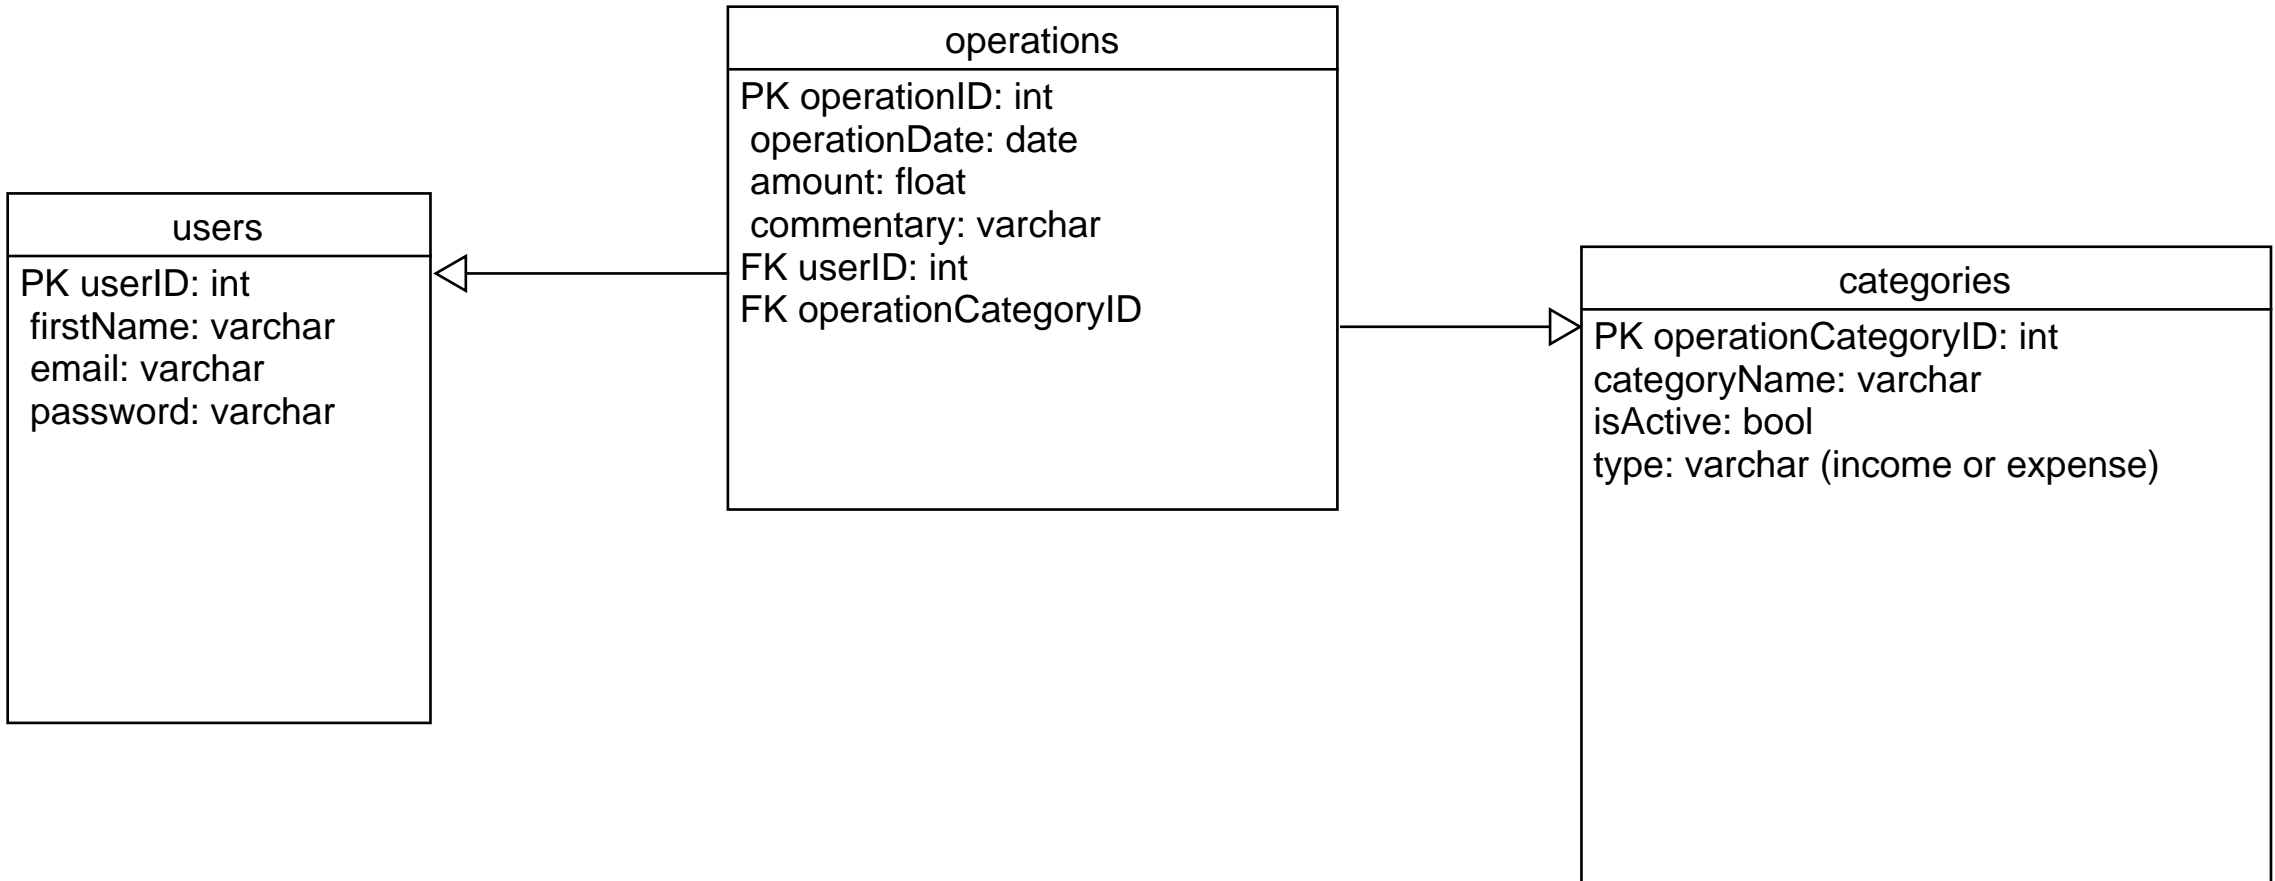 operations
PK operationID: int
operationDate: date
amount: float
commentary: varchar
FK userID: int
FK operationCategoryID
users
PK userID: int
firstName: varchar
email: varchar
password: varchar
categories
PK operationCategoryID: int
categoryName: varchar
isActive: bool
type: varchar (income or expense)